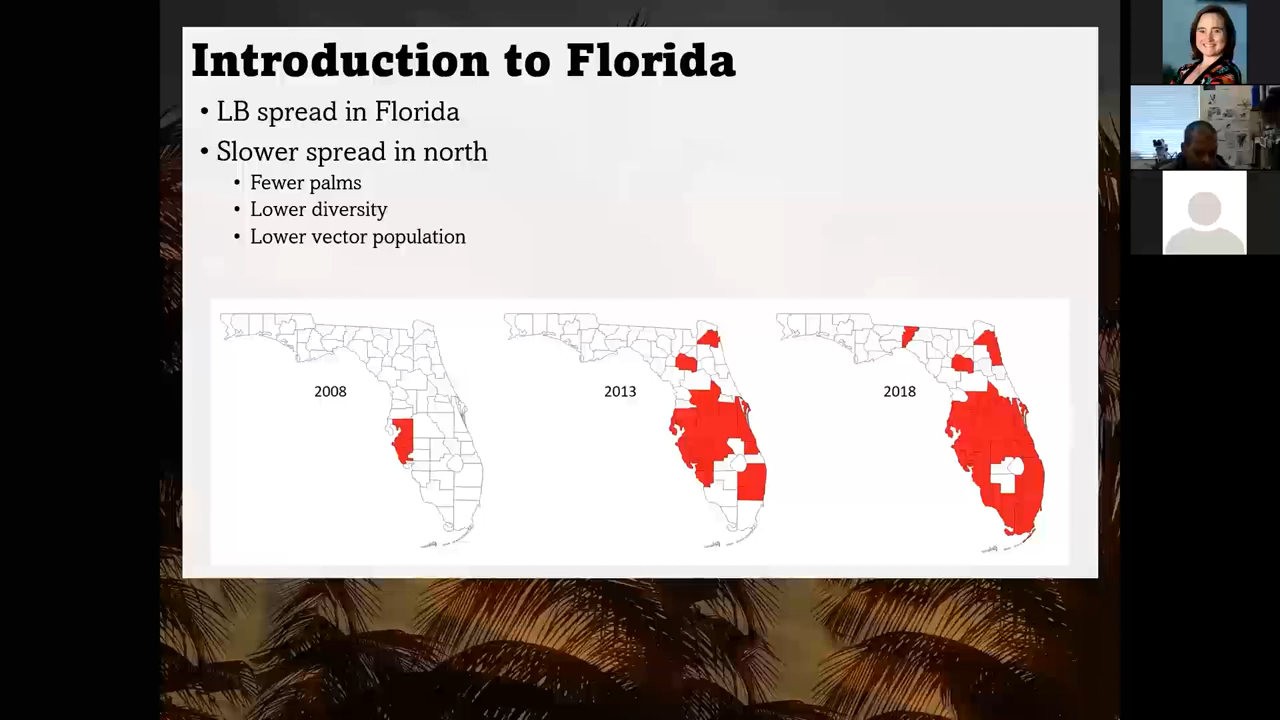 Introduction to Florida
• LB spread in Florida
• Slower spread in north
• Fewer palms
• Lower diversity
• Lower vector population
2008
2013
2018